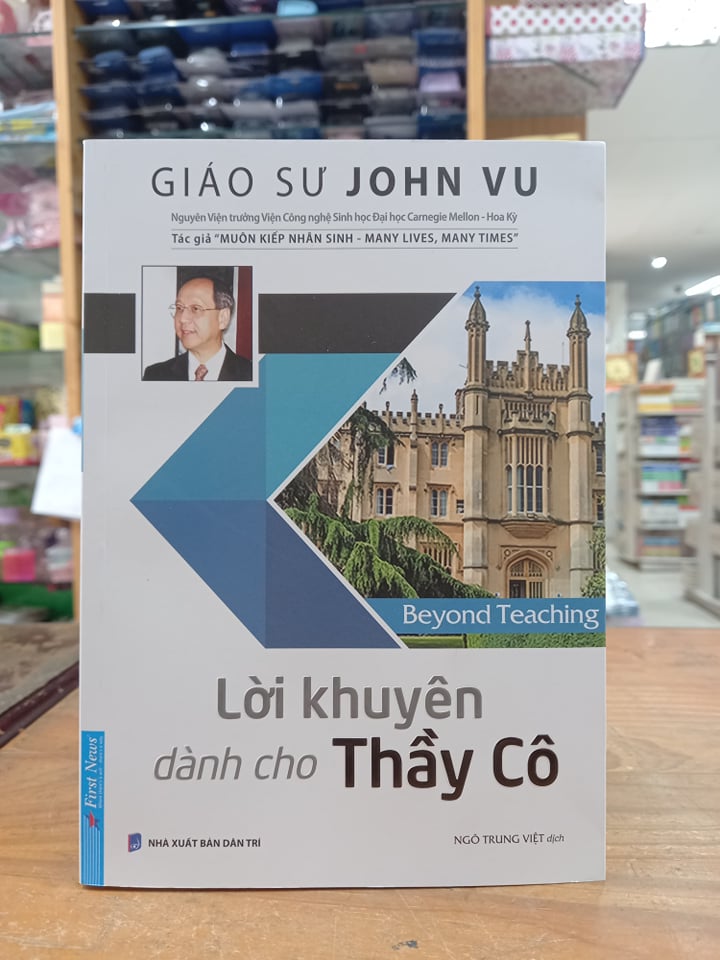 GIÁO SƯ JOHN VU
Nguyên Viện trưởng Viện Công nghệ Sinh học Đại học Carnegie Mellon - Hoa Kỳ
Tác giả "MUÔN KIẾP NHÂN SINH - MANY LIVES, MANY TIMES"
Beyond Teaching
Lời khuyên
dành cho Thầy Cô
First News
NHÀ XUẤT BẢN DÂN TRÍ
NGÔ TRUNG VIỆT dịch